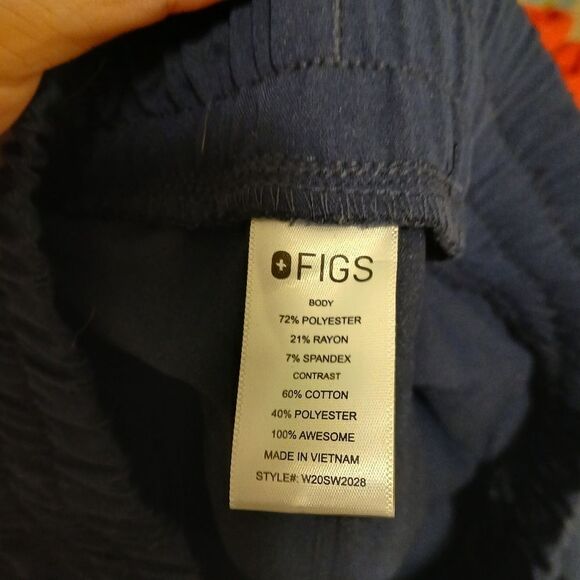 FIGS
BODY
72% POLYESTER
21% RAYON
7% SPANDEX
CONTRAST
60% COTTON
40% POLYESTER
100% AWESOME
MADE IN VIETNAM
STYLE#: W20SW2028